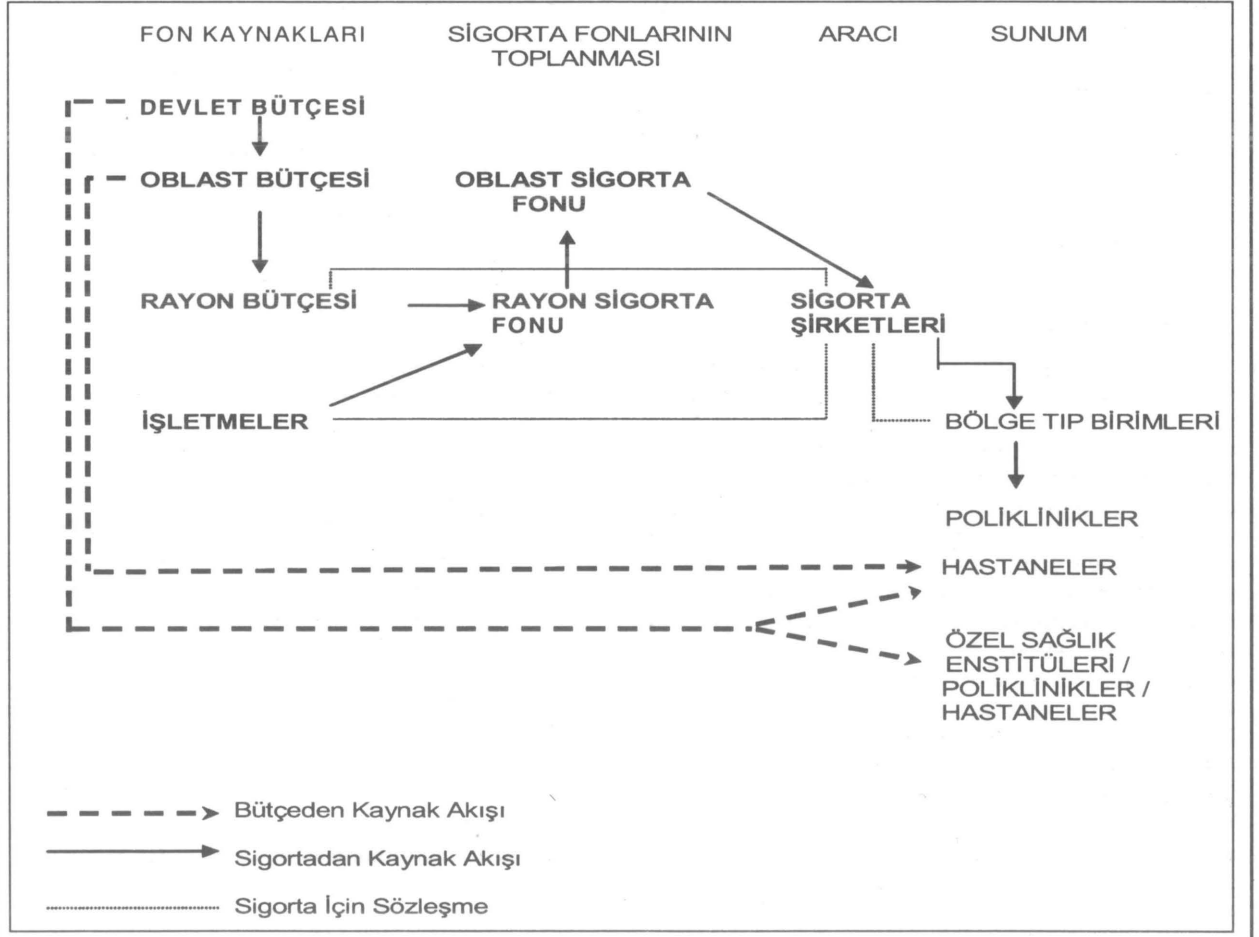 FON KAYNAKLARI
SİGORTA FONLARININ
TOPLANMASI
ARACI
SUNUM
DEVLET BÜTÇESİ
OBLAST BÜTÇESİ
OBLAST SİGORTA
FONU
RAYON BÜTÇESİ
RAYON SİGORTA
FONU
SİGORTA
ŞİRKETLERİ
İŞLETMELER
BÖLGE TIP BİRİMLERİ
POLİKLİNİKLER
HASTANELER
ÖZEL SAĞLIK
ENSTİTÜLERİ /
POLİKLİNİKLER /
HASTANELER
Bütçeden Kaynak Akışı
Sigortadan Kaynak Akışı
Sigorta İçin Sözleşme